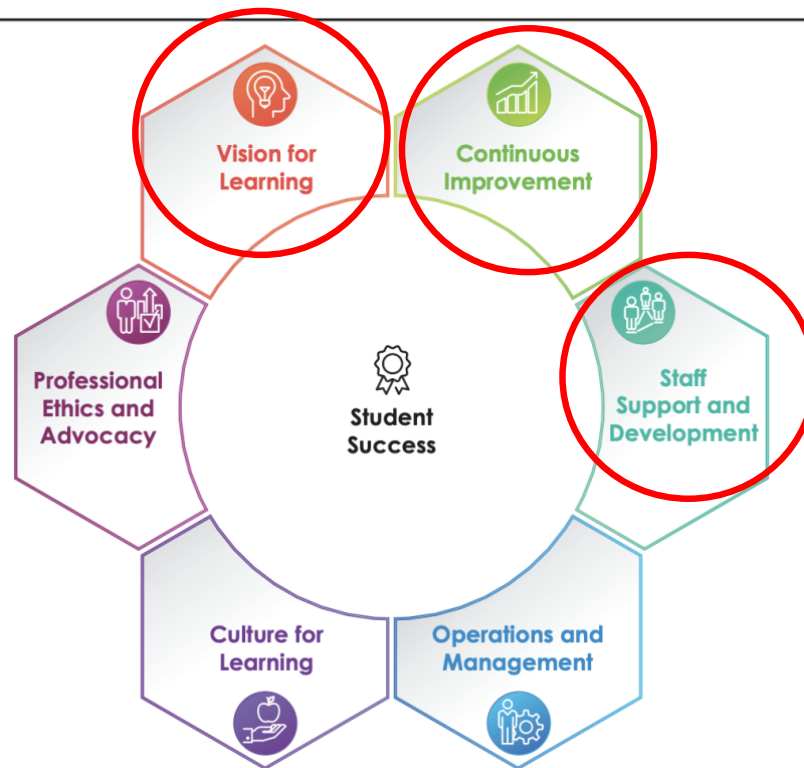 Vision for
Learning
Continuous
Improvement
Professional
Ethics and
Advocacy
Student
Success
Staff
Support and
Development
Culture for
Learning
Operations and
Management